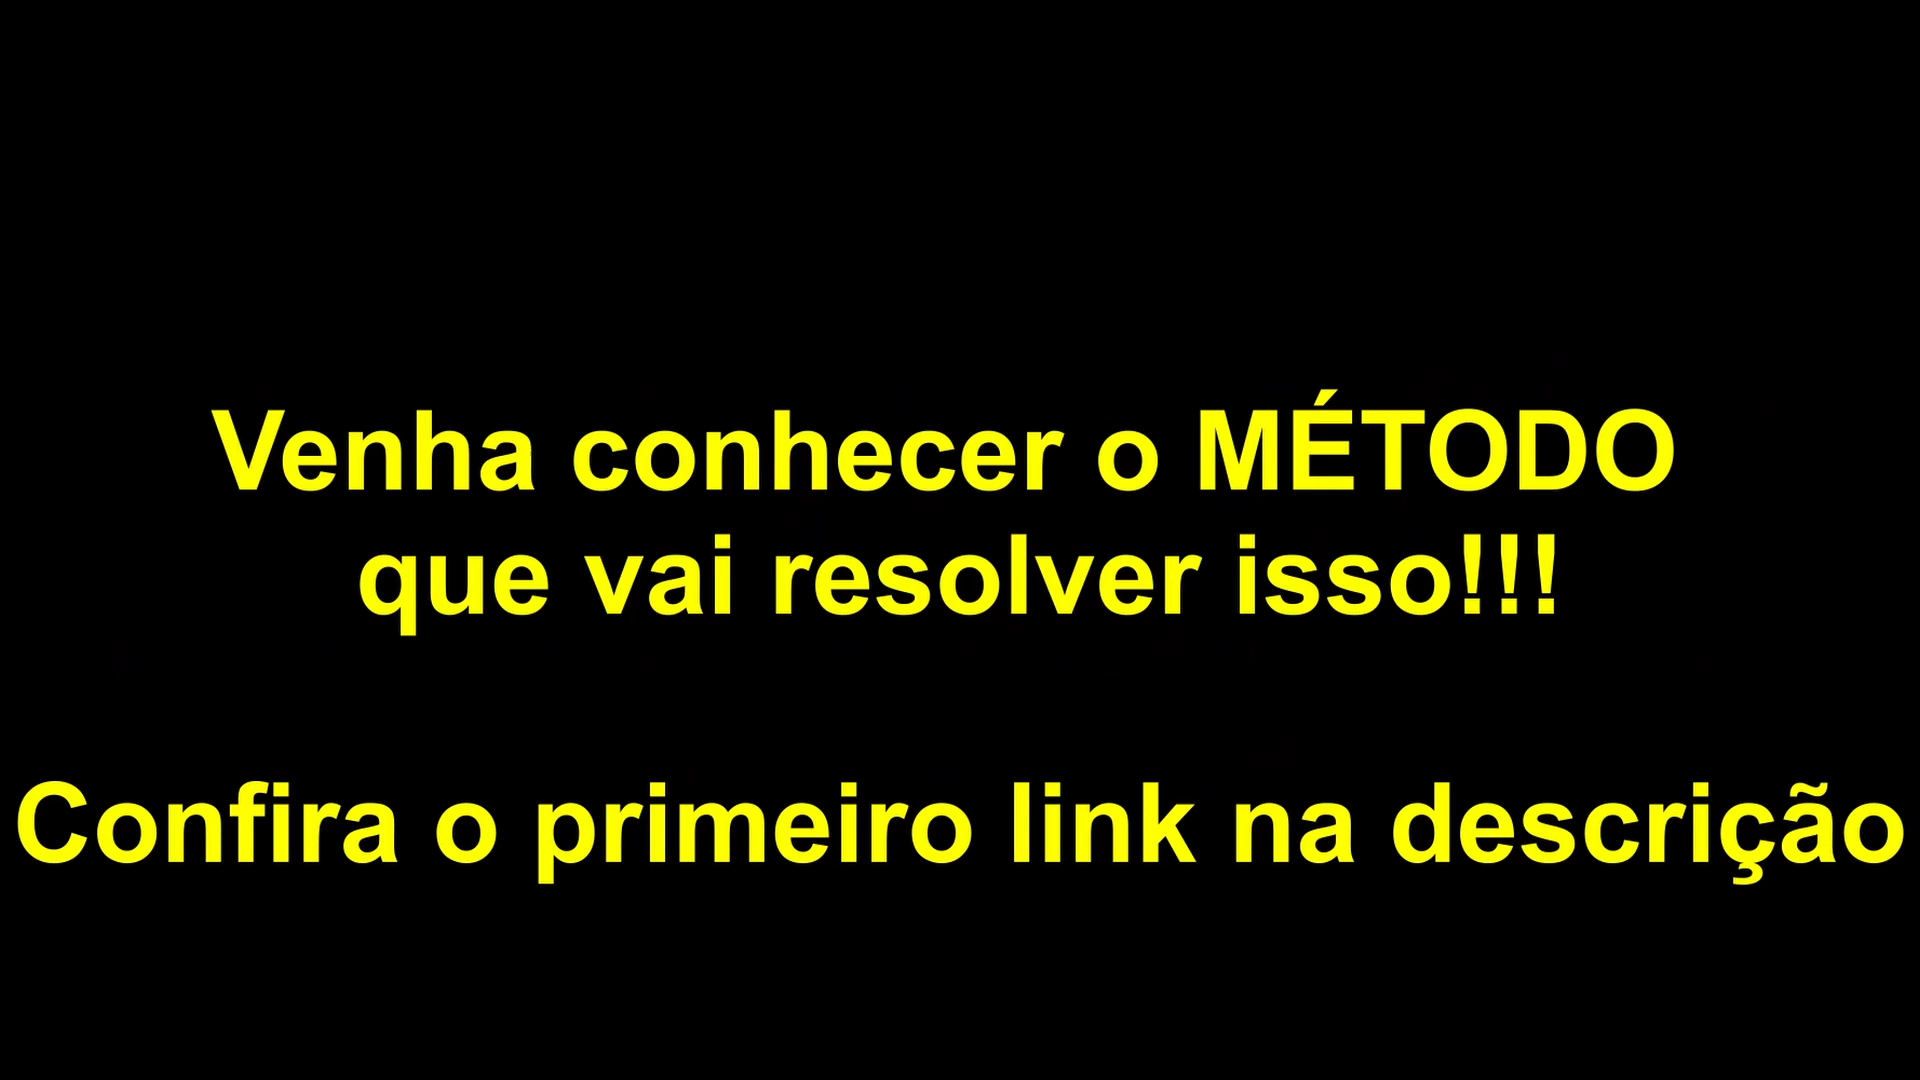 Venha conhecer o MÉTODO
que vai resolver isso!!!
Confira o primeiro link na descrição